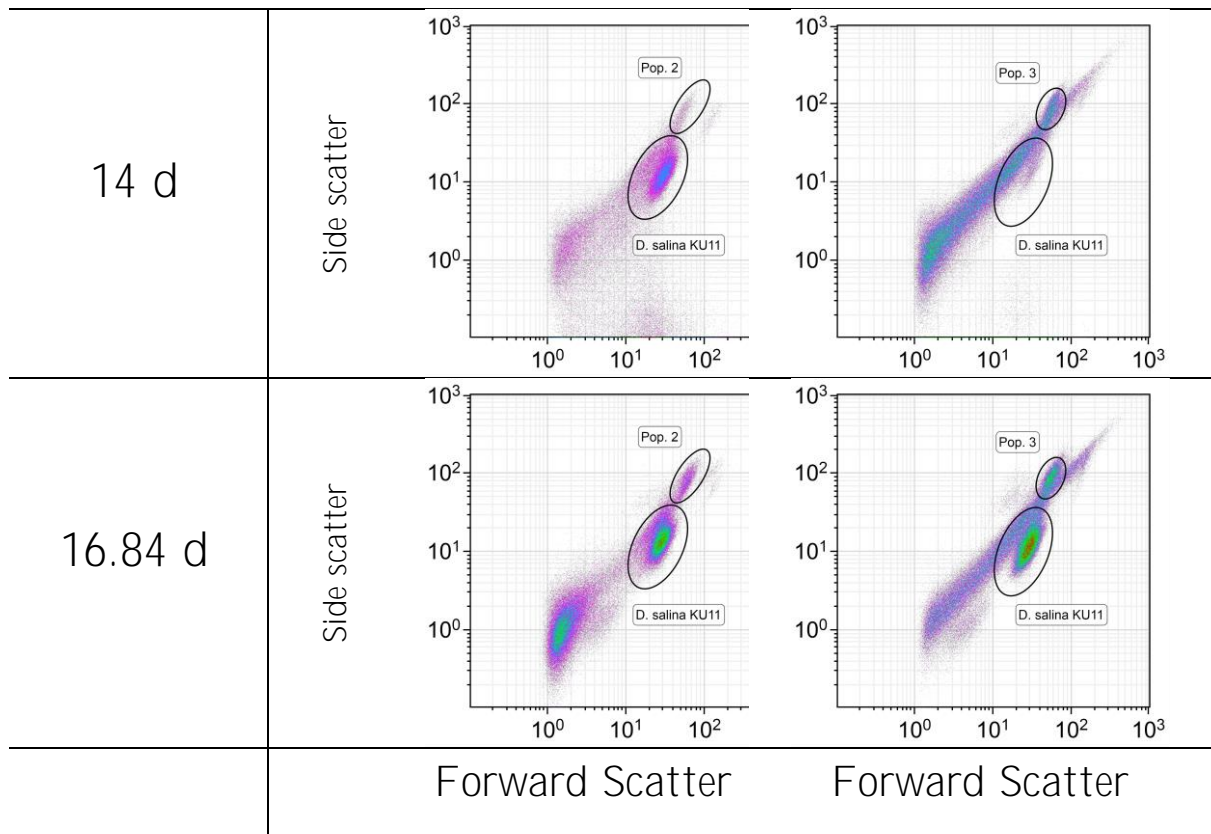 14 d
Side scatter
10³
10²
10¹
10⁰
Pop. 2
D. salina KU11
10⁰ 10¹ 10²
10³
10²
10¹
10⁰
Pop. 3
D. salina KU11
10⁰ 10¹ 10² 10³
16.84 d
Side scatter
10³
10²
10¹
10⁰
Pop. 2
D. salina KU11
10⁰ 10¹ 10²
10³
10²
10¹
10⁰
Pop. 3
D. salina KU11
10⁰ 10¹ 10² 10³
Forward Scatter Forward Scatter